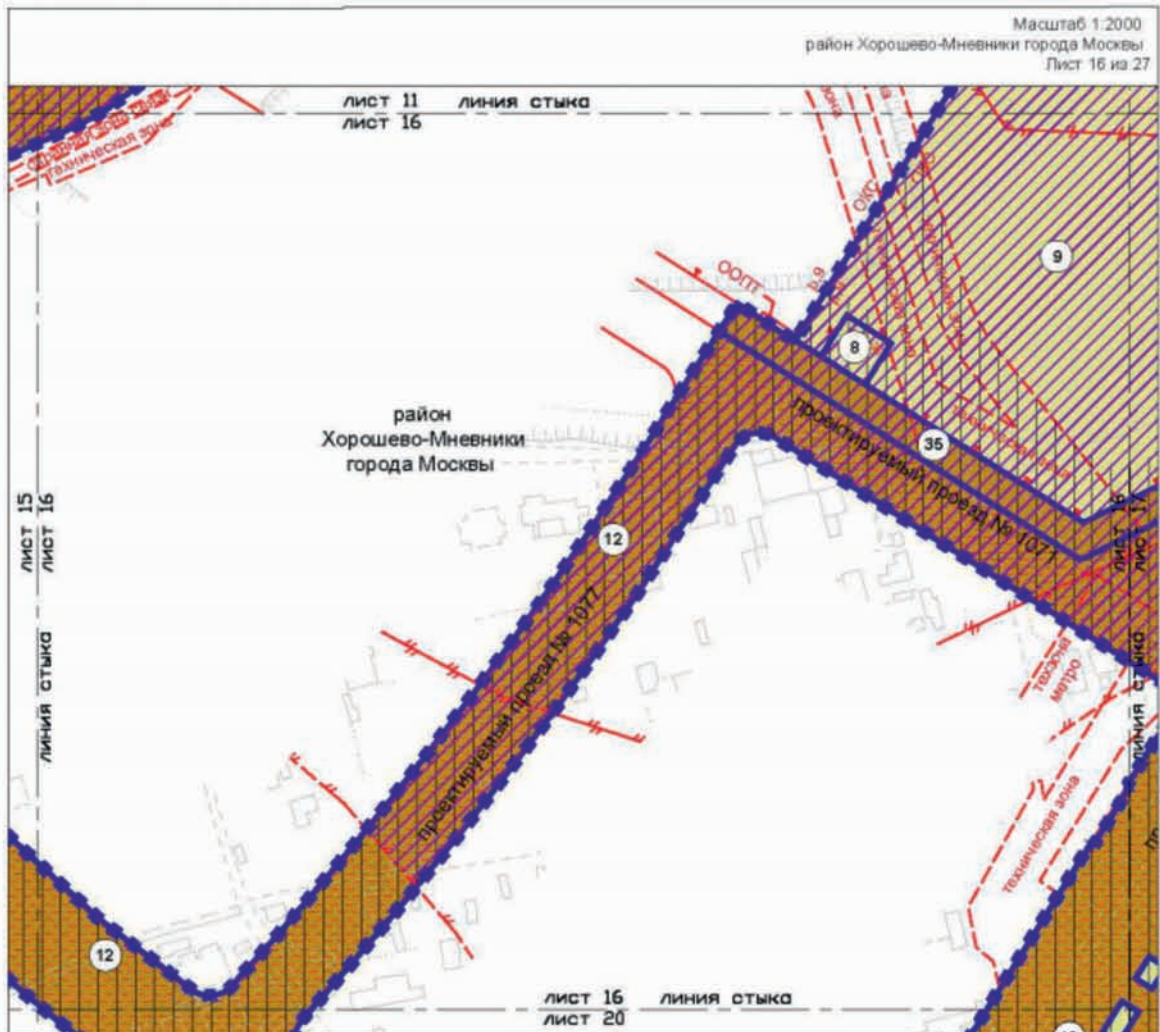 Масштаб 1:2000
район Хорошево-Мневники города Москвы
Лист 16 из 27
лист 11 линия стыка
лист 16
техническая зона
зона
ОКС
ООПТ
р.9
9
8
район
Хорошево-Мневники
города Москвы
35
проектируемый проезд № 1071
12
проектируемый проезд № 1077
лист 15
лист 16
линия стыка
лист 16
лист 17
линия стыка
техзона
метро
техническая зона
12
лист 16 линия стыка
лист 20